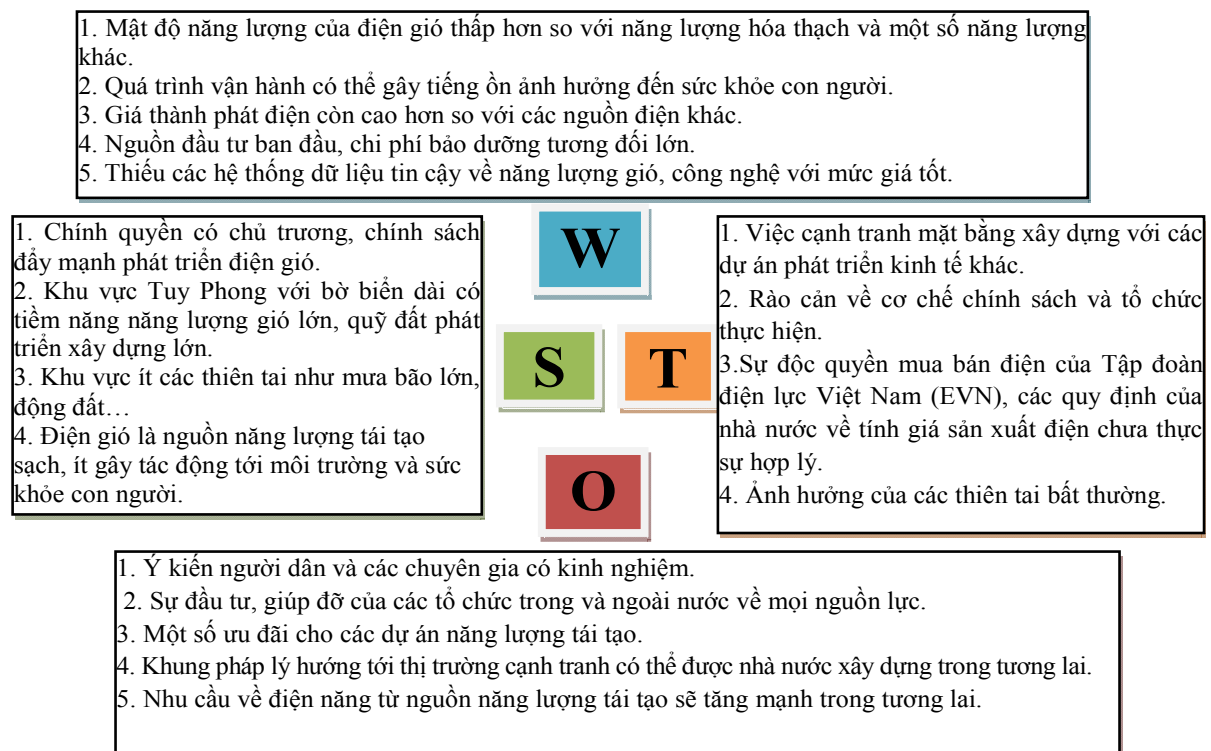 1. Mật độ năng lượng của điện gió thấp hơn so với năng lượng hóa thạch và một số năng lượng
khác.
2. Quá trình vận hành có thể gây tiếng ồn ảnh hưởng đến sức khỏe con người.
3. Giá thành phát điện còn cao hơn so với các nguồn điện khác.
4. Nguồn đầu tư ban đầu, chi phí bảo dưỡng tương đối lớn.
5. Thiếu các hệ thống dữ liệu tin cậy về năng lượng gió, công nghệ với mức giá tốt.
W
1. Chính quyền có chủ trương, chính sách
đẩy mạnh phát triển điện gió.
2. Khu vực Tuy Phong với bờ biển dài có
tiềm năng năng lượng gió lớn, quỹ đất phát
triển xây dựng lớn.
3. Khu vực ít các thiên tai như mưa bão lớn,
động đất…
4. Điện gió là nguồn năng lượng tái tạo
sạch, ít gây tác động tới môi trường và sức
khỏe con người.
S
T
1. Việc cạnh tranh mặt bằng xây dựng với các
dự án phát triển kinh tế khác.
2. Rào cản về cơ chế chính sách và tổ chức
thực hiện.
3.Sự độc quyền mua bán điện của Tập đoàn
điện lực Việt Nam (EVN), các quy định của
nhà nước về tính giá sản xuất điện chưa thực
sự hợp lý.
4. Ảnh hưởng của các thiên tai bất thường.
O
1. Ý kiến người dân và các chuyên gia có kinh nghiệm.
2. Sự đầu tư, giúp đỡ của các tổ chức trong và ngoài nước về mọi nguồn lực.
3. Một số ưu đãi cho các dự án năng lượng tái tạo.
4. Khung pháp lý hướng tới thị trường cạnh tranh có thể được nhà nước xây dựng trong tương lai.
5. Nhu cầu về điện năng từ nguồn năng lượng tái tạo sẽ tăng mạnh trong tương lai.